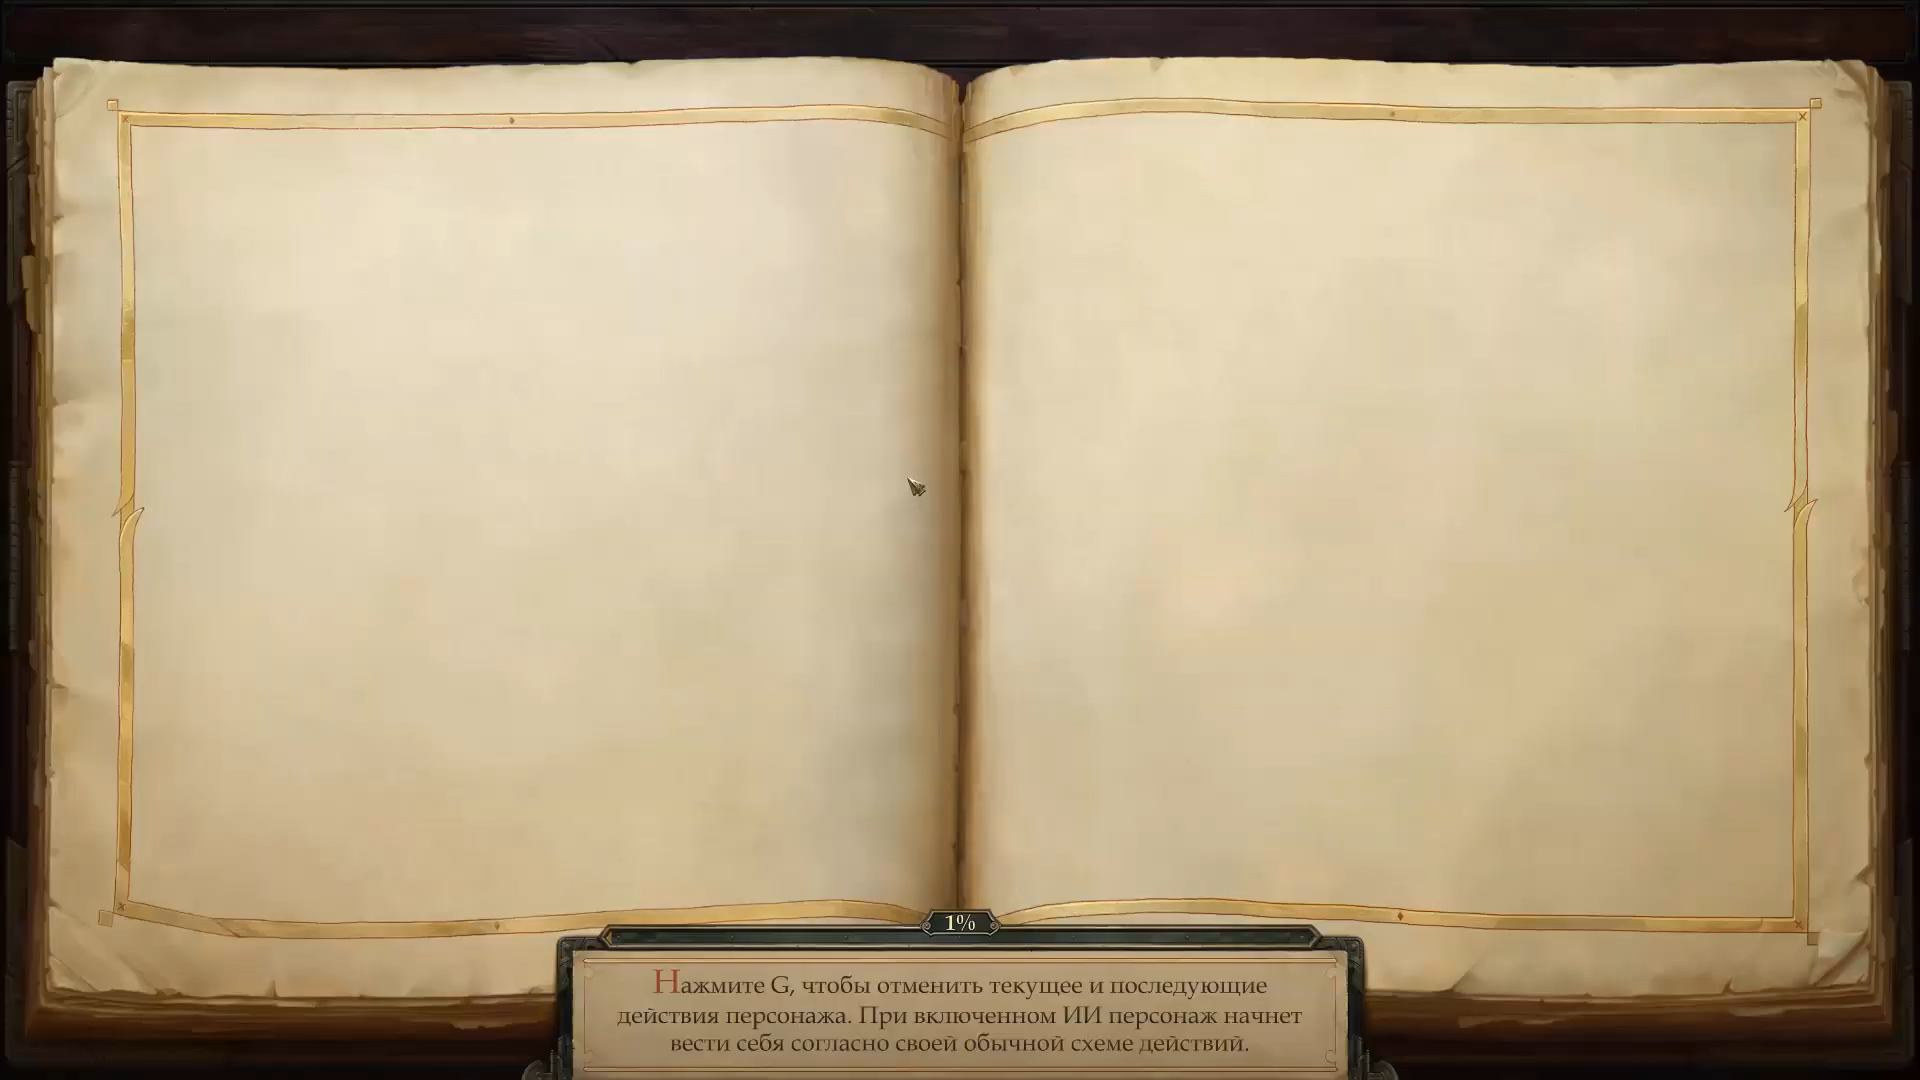 1%
Нажмите G, чтобы отменить текущее и последующие
действия персонажа. При включенном ИИ персонаж начнет
вести себя согласно своей обычной схеме действий.